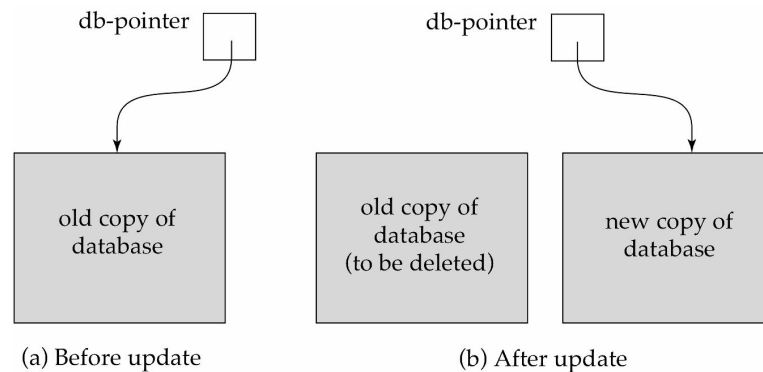 db-pointer
old copy of
database
(a) Before update
db-pointer
old copy of
database
(to be deleted)
new copy of
database
(b) After update